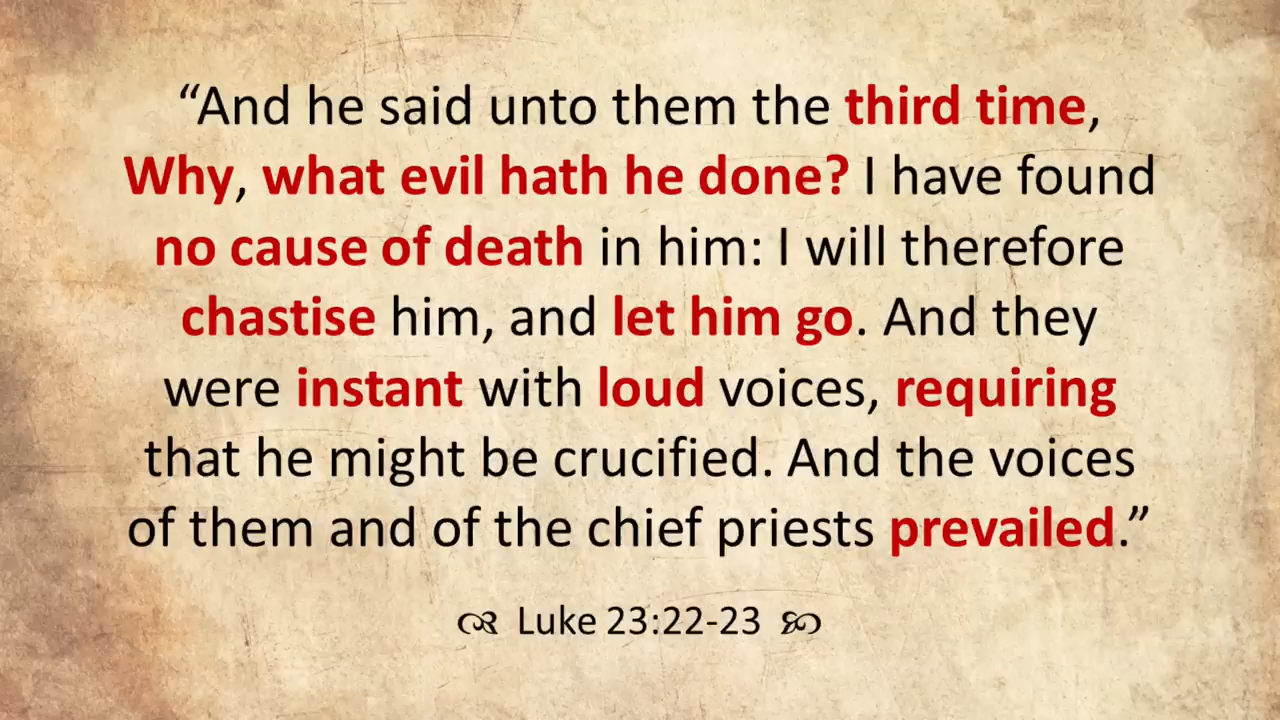 “And he said unto them the third time,
Why, what evil hath he done? I have found
no cause of death in him: I will therefore
chastise him, and let him go. And they
were instant with loud voices, requiring
that he might be crucified. And the voices
of them and of the chief priests prevailed.”
Luke 23:22-23